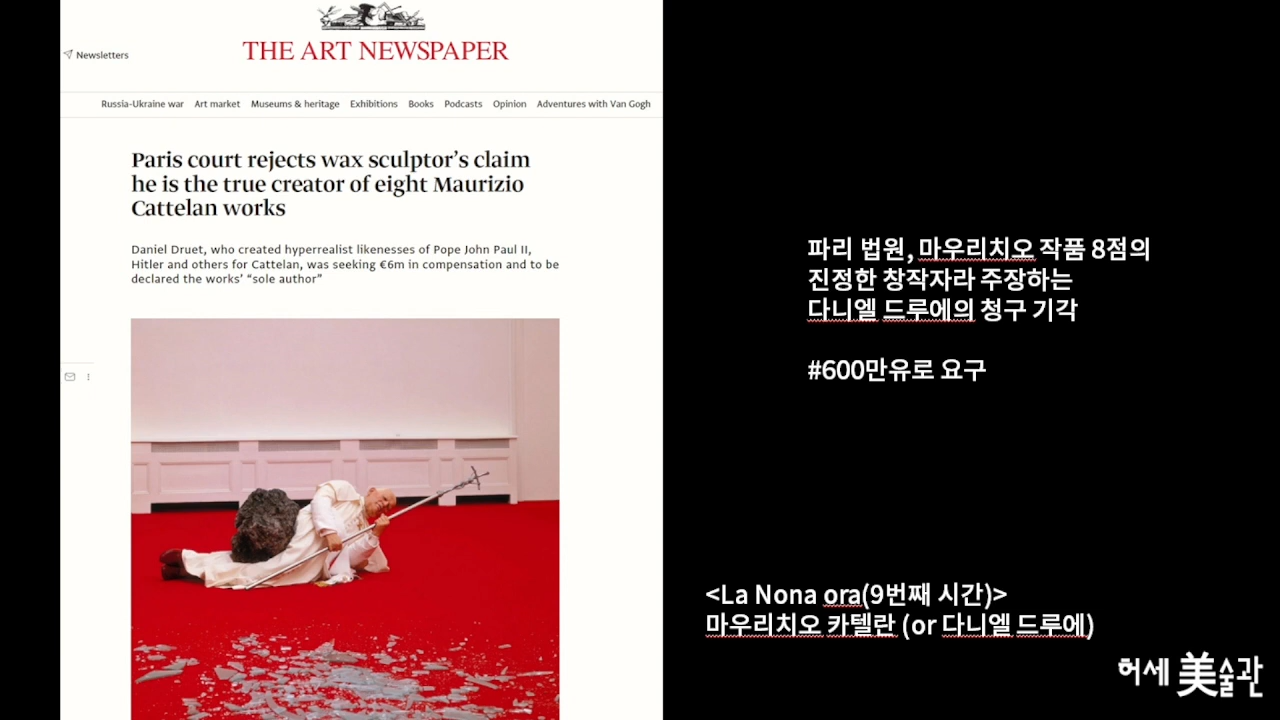 THE ART NEWSPAPER
Newsletters
Russia-Ukraine war Art market Museums & heritage Exhibitions Books Podcasts Opinion Adventures with Van Gogh
Paris court rejects wax sculptor’s claim
he is the true creator of eight Maurizio
Cattelan works
Daniel Druet, who created hyperrealist likenesses of Pope John Paul II,
Hitler and others for Cattelan, was seeking €6m in compensation and to be
declared the works’ “sole author”
파리 법원, 마우리치오 작품 8점의
진정한 창작자라 주장하는
다니엘 드루에의 청구 기각
#600만유로 요구
<La Nona ora(9번째 시간)>
마우리치오 카텔란 (or 다니엘 드루에)
허세 美술관